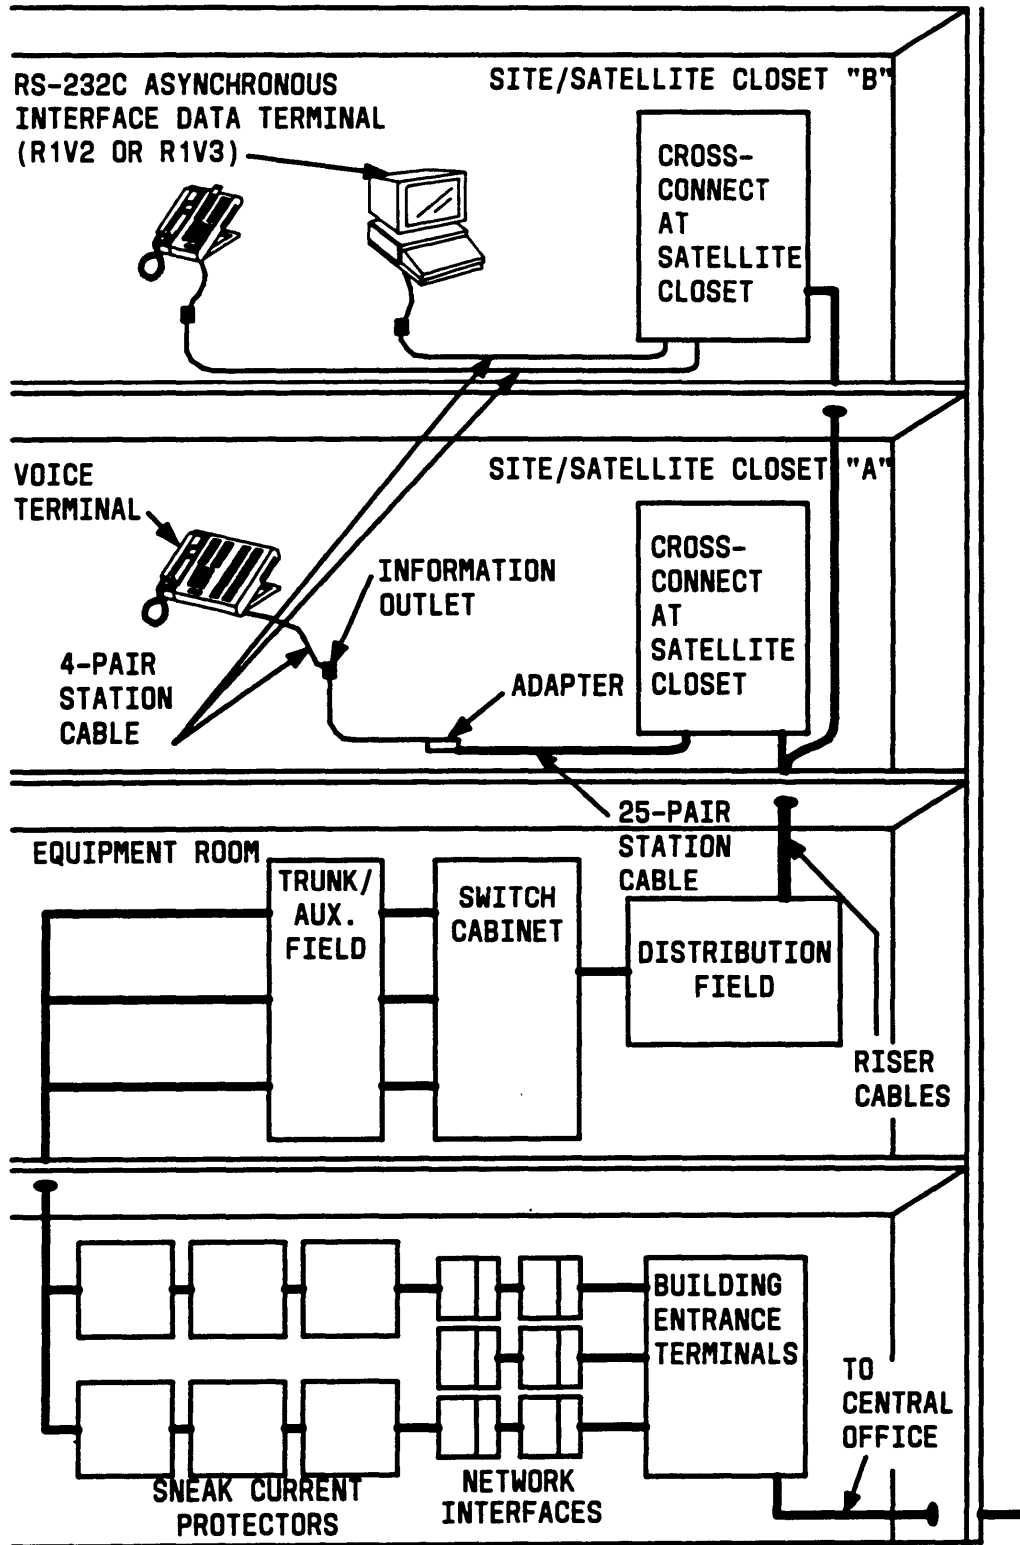 RS-232C ASYNCHRONOUS
INTERFACE DATA TERMINAL
(R1V2 OR R1V3)
SITE/SATELLITE CLOSET "B"
CROSS-
CONNECT
AT
SATELLITE
CLOSET
SITE/SATELLITE CLOSET "A"
VOICE
TERMINAL
CROSS-
CONNECT
AT
SATELLITE
CLOSET
INFORMATION
OUTLET
4-PAIR
STATION
CABLE
ADAPTER
25-PAIR
STATION
CABLE
EQUIPMENT ROOM
TRUNK/
AUX.
FIELD
SWITCH
CABINET
DISTRIBUTION
FIELD
RISER
CABLES
BUILDING
ENTRANCE
TERMINALS
TO
CENTRAL
OFFICE
SNEAK CURRENT
PROTECTORS
NETWORK
INTERFACES